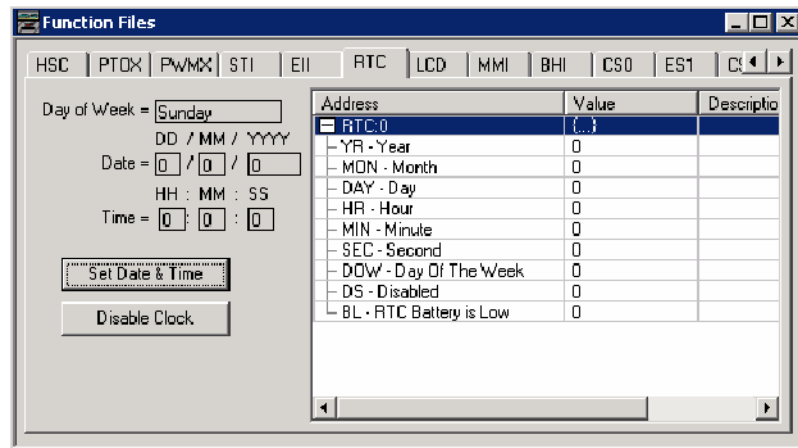 Function Files
HSC PTOX PWMX STI EII RTC LCD MMI BHI CS0 ES1
Day of Week = Sunday
DD / MM / YYYY
Date = 0 / 0 / 0
HH : MM : SS
Time = 0 : 0 : 0
Set Date & Time
Disable Clock
Address Value Descriptio
RTC:0 {...}
YR - Year 0
MON - Month 0
DAY - Day 0
HR - Hour 0
MIN - Minute 0
SEC - Second 0
DOW - Day Of The Week 0
DS - Disabled 0
BL - RTC Battery is Low 0